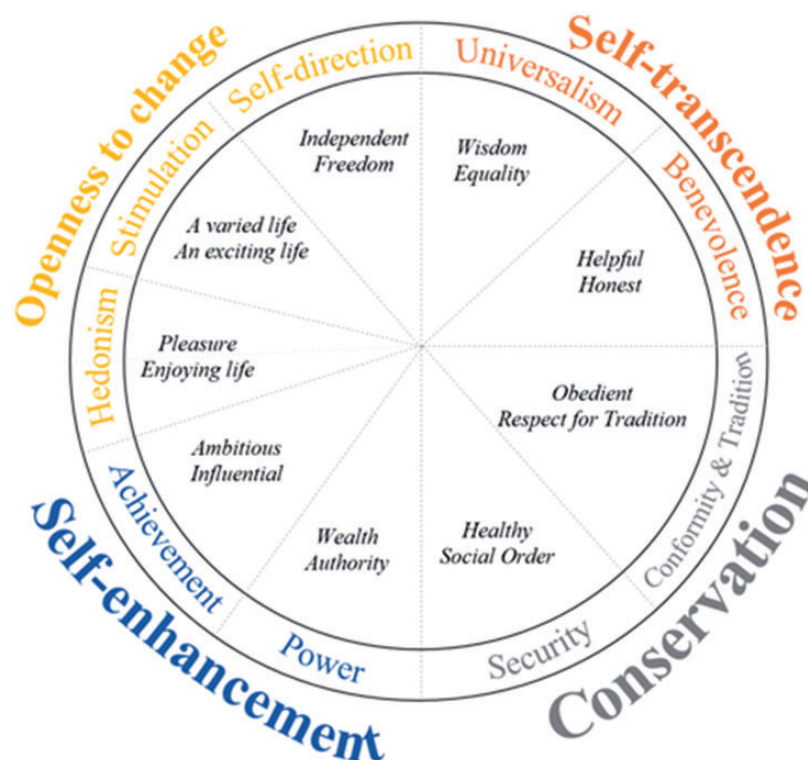 Openness to change
Self-transcendence
Self-direction
Universalism
Stimulation
Benevolence
Hedonism
Conformity & Tradition
Achievement
Power
Security
Self-enhancement
Conservation
Independent
Freedom
Wisdom
Equality
A varied life
An exciting life
Helpful
Honest
Pleasure
Enjoying life
Obedient
Respect for Tradition
Ambitious
Influential
Wealth
Authority
Healthy
Social Order